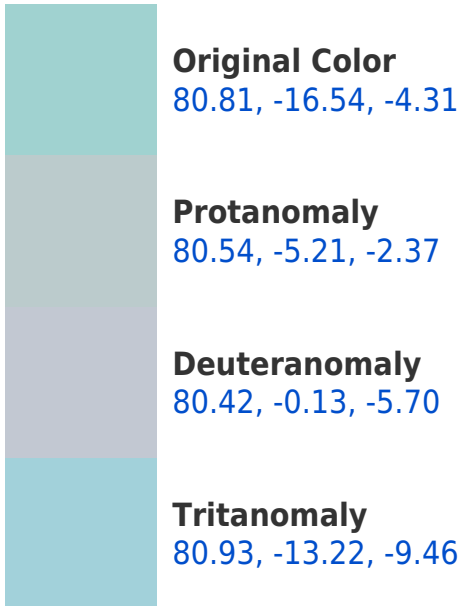 Original Color
80.81, -16.54, -4.31
Protanomaly
80.54, -5.21, -2.37
Deuteranomaly
80.42, -0.13, -5.70
Tritanomaly
80.93, -13.22, -9.46